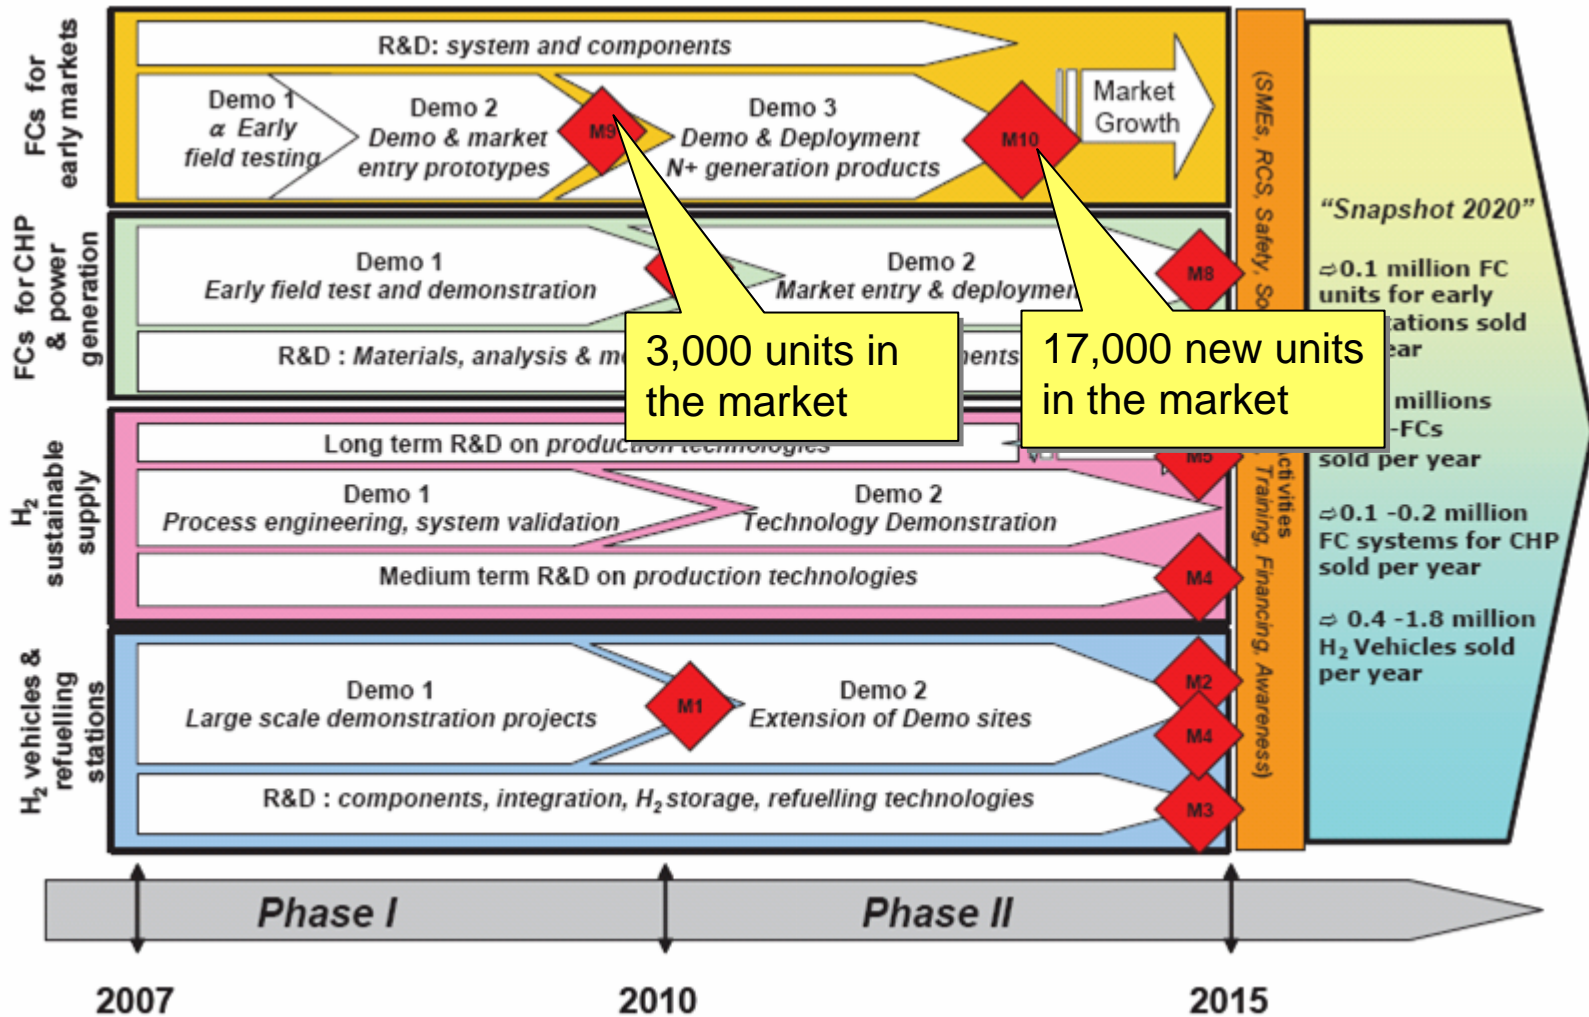 FCs for
early markets
R&D: system and components
Demo 1
α Early
field testing
Demo 2
Demo & market
entry prototypes
M9
Demo 3
Demo & Deployment
N+ generation products
M10
Market
Growth
FCs for CHP
& power
generation
Demo 1
Early field test and demonstration
Demo 2
Market entry & deploymen
M8
R&D : Materials, analysis &
3,000 units in
the market
17,000 new units
in the market
H2
sustainable
supply
Long term R&D on production technologies
M5
Demo 1
Process engineering, system validation
Demo 2
Technology Demonstration
Medium term R&D on production technologies
M4
H2 vehicles &
refuelling
stations
Demo 1
Large scale demonstration projects
M1
Demo 2
Extension of Demo sites
M2
M4
R&D : components, integration, H2 storage, refuelling technologies
M3
(SMEs, RCS, Safety,
Activities
Training, Financing, Awareness)
“Snapshot 2020”
⇨0.1 million FC
units for early
sold
millions
-FCs
sold per year
⇨0.1 -0.2 million
FC systems for CHP
sold per year
⇨ 0.4 -1.8 million
H2 Vehicles sold
per year
Phase I
Phase II
2007
2010
2015